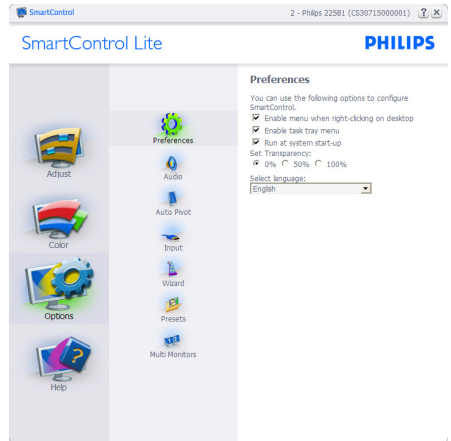 SmartControl
2 - Philips 225B1 (CS30715000001)
SmartControl Lite
PHILIPS
Adjust
Color
Options
Help
Preferences
Audio
Auto Pivot
Input
Wizard
Presets
Multi Monitors
Preferences
You can use the following options to configure
SmartControl.
Enable menu when right-clicking on desktop
Enable task tray menu
Run at system start-up
Set Transparency:
0% 50% 100%
Select language:
English